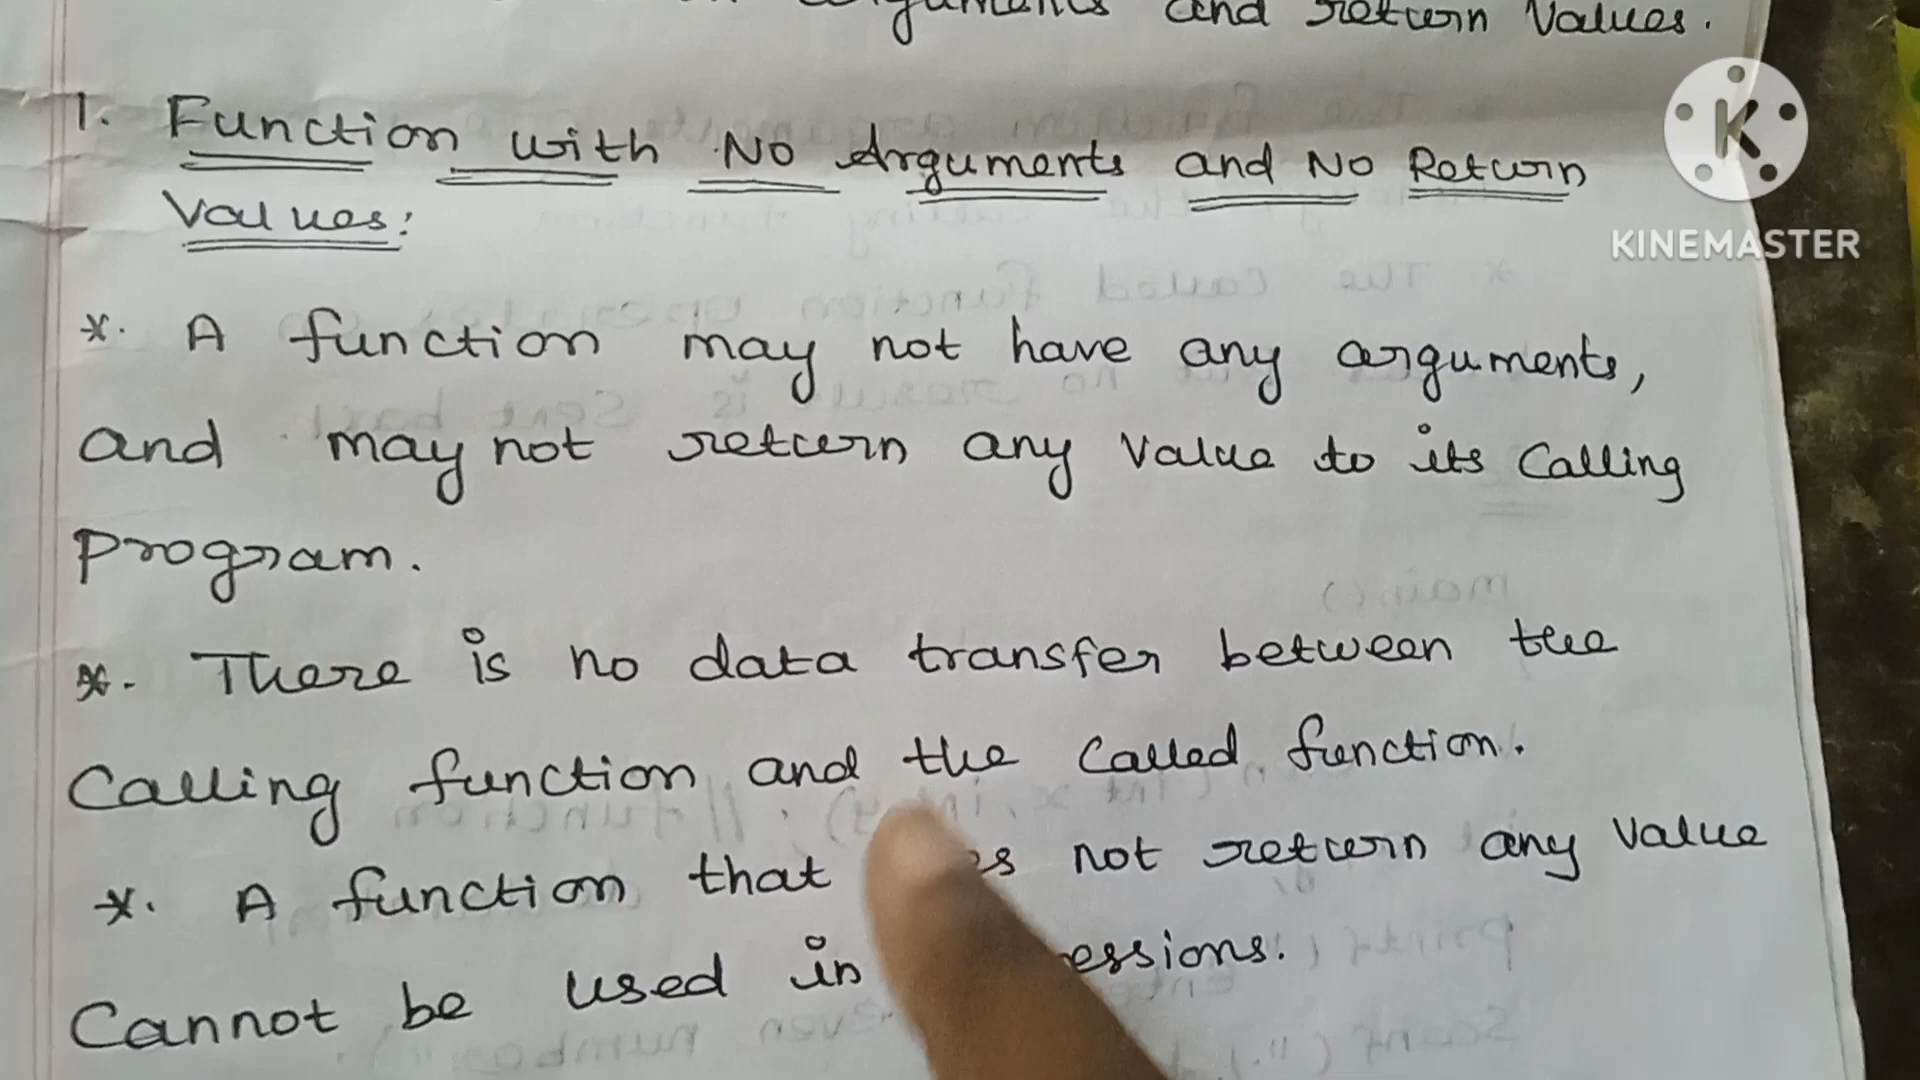 arguments and return Values.
1. Function with No Arguments and No Return
Values:
*. A function may not have any arguments,
and may not return any Value to its Calling
Program.
*. There is no data transfer between the
Calling function and the Called function.
*. A function that es not return any Value
Cannot be used in essions.
K
KINEMASTER